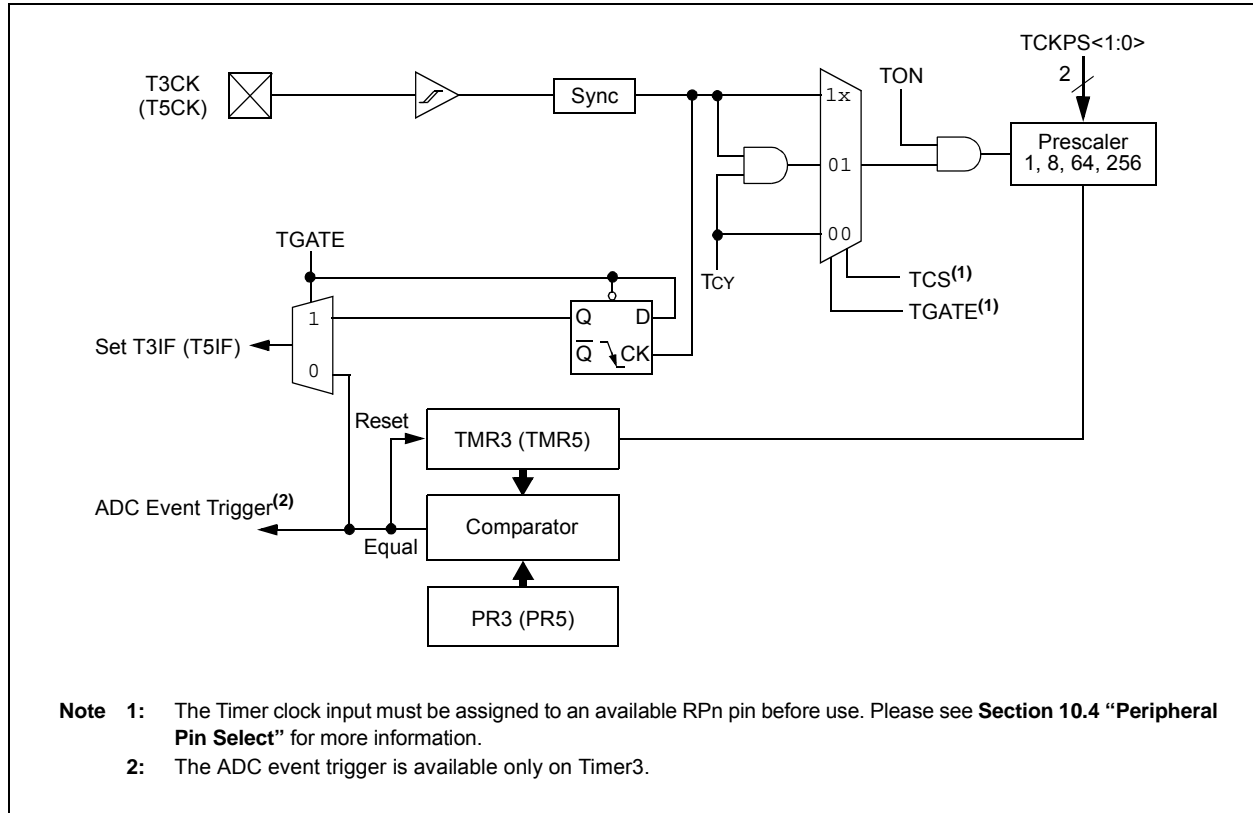 TCKPS<1:0>
2
T3CK
(T5CK)
Sync
1x
TON
Prescaler
1, 8, 64, 256
01
00
TGATE
TCY
TCS(1)
TGATE(1)
1
Q D
Set T3IF (T5IF)
Q CK
0
Reset
TMR3 (TMR5)
ADC Event Trigger(2)
Comparator
Equal
PR3 (PR5)
Note 1: The Timer clock input must be assigned to an available RPn pin before use. Please see Section 10.4 “Peripheral
Pin Select” for more information.
2: The ADC event trigger is available only on Timer3.